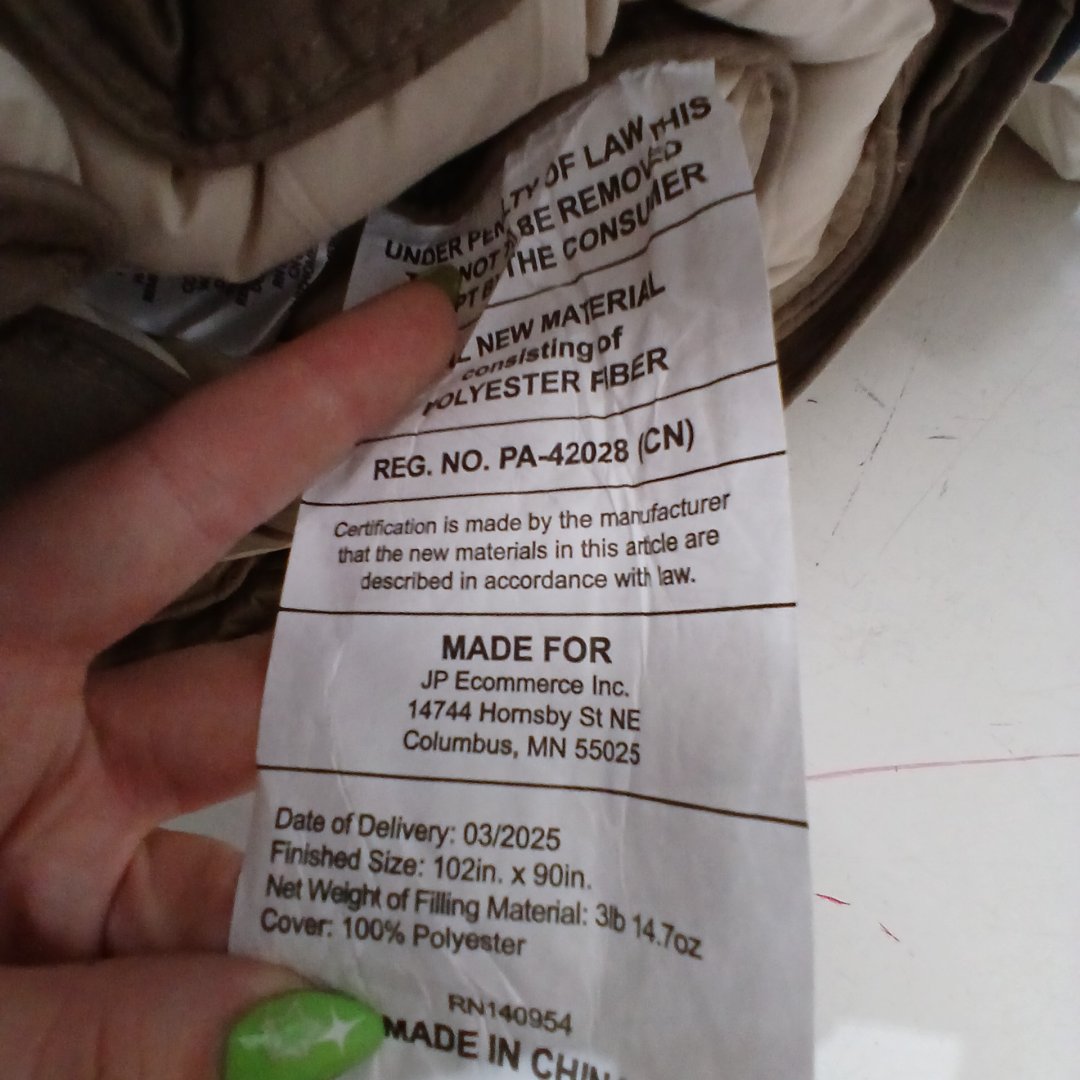 UNDER PENALTY OF LAW THIS
NOT BE REMOVED
BY THE CONSUMER
NEW MATERIAL
consisting of
POLYESTER FIBER
REG. NO. PA-42028 (CN)
Certification is made by the manufacturer
that the new materials in this article are
described in accordance with law.
MADE FOR
JP Ecommerce Inc.
14744 Hornsby St NE
Columbus, MN 55025
Date of Delivery: 03/2025
Finished Size: 102in. x 90in.
Net Weight of Filling Material: 3lb 14.7oz
Cover: 100% Polyester
RN140954
MADE IN CHIN